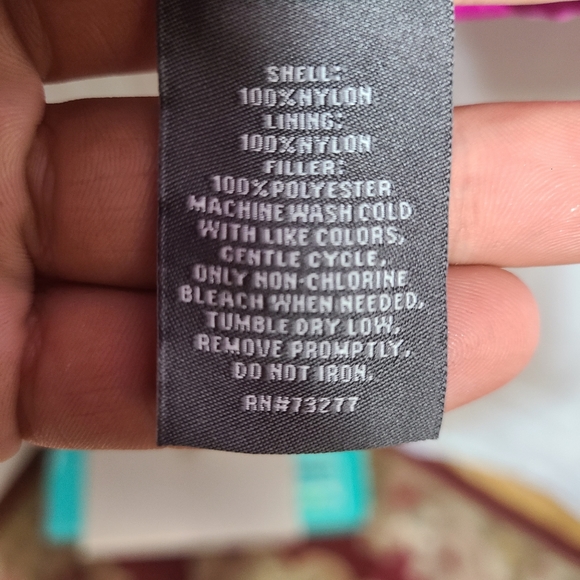 SHELL:
100%NYLON
LINING:
100%NYLON
FILLER:
100%POLYESTER
MACHINE WASH COLD
WITH LIKE COLORS,
GENTLE CYCLE,
ONLY NON-CHLORINE
BLEACH WHEN NEEDED,
TUMBLE DRY LOW,
REMOVE PROMPTLY,
DO NOT IRON.
RN#73277